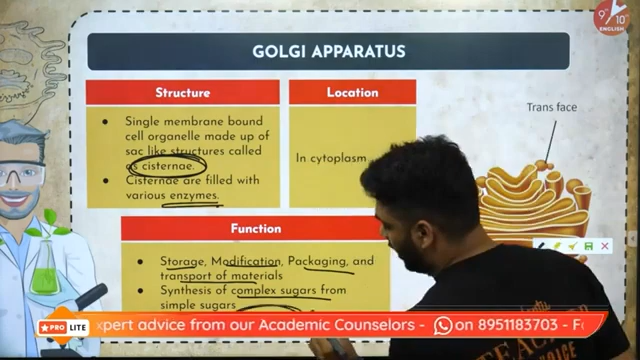 9th 10th
ENGLISH
GOLGI APPARATUS
Structure
Location
Single membrane bound
cell organelle made up of
sac like structures called
as cisternae.
Cisternae are filled with
various enzymes.
In cytoplasm
Trans face
Function
Storage, Modification, Packaging, and
transport of materials
Synthesis of complex sugars from
simple sugars
PRO LITE
xpert advice from our Academic Counselors - on 8951183703 - Fo